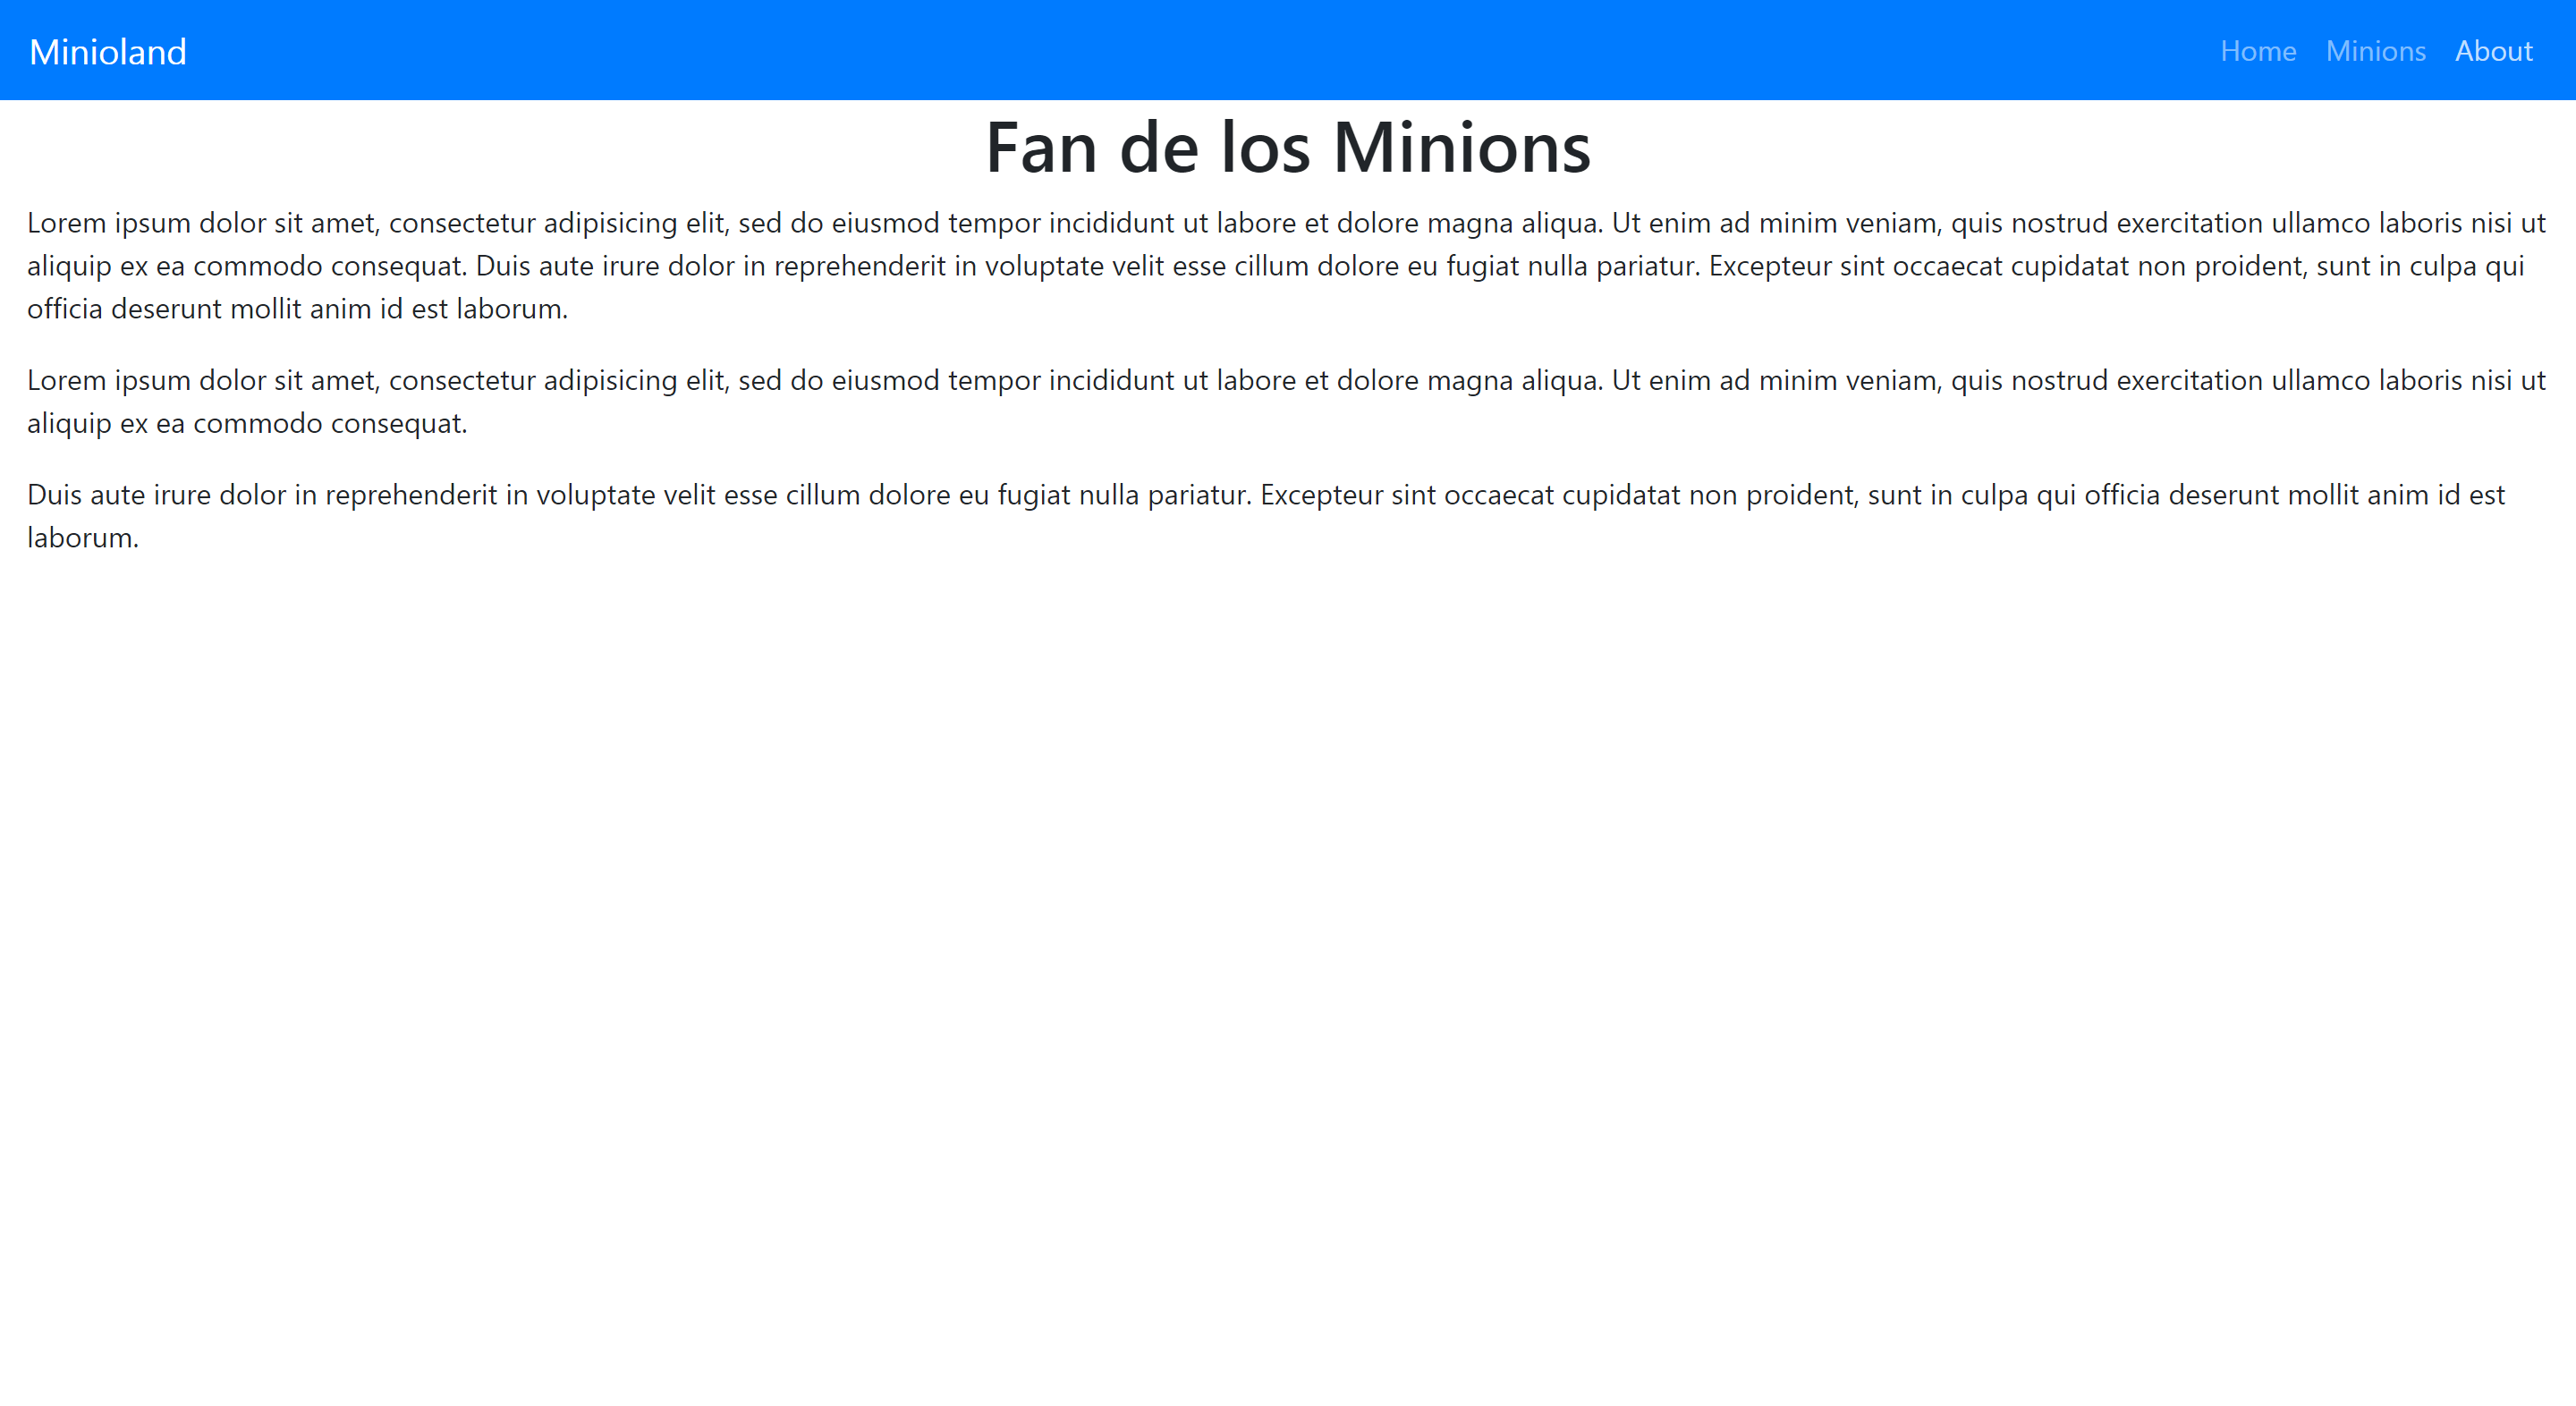 Minioland
Home Minions About
Fan de los Minions
Lorem ipsum dolor sit amet, consectetur adipisicing elit, sed do eiusmod tempor incididunt ut labore et dolore magna aliqua. Ut enim ad minim veniam, quis nostrud exercitation ullamco laboris nisi ut
aliquip ex ea commodo consequat. Duis aute irure dolor in reprehenderit in voluptate velit esse cillum dolore eu fugiat nulla pariatur. Excepteur sint occaecat cupidatat non proident, sunt in culpa qui
officia deserunt mollit anim id est laborum.
Lorem ipsum dolor sit amet, consectetur adipisicing elit, sed do eiusmod tempor incididunt ut labore et dolore magna aliqua. Ut enim ad minim veniam, quis nostrud exercitation ullamco laboris nisi ut
aliquip ex ea commodo consequat.
Duis aute irure dolor in reprehenderit in voluptate velit esse cillum dolore eu fugiat nulla pariatur. Excepteur sint occaecat cupidatat non proident, sunt in culpa qui officia deserunt mollit anim id est
laborum.